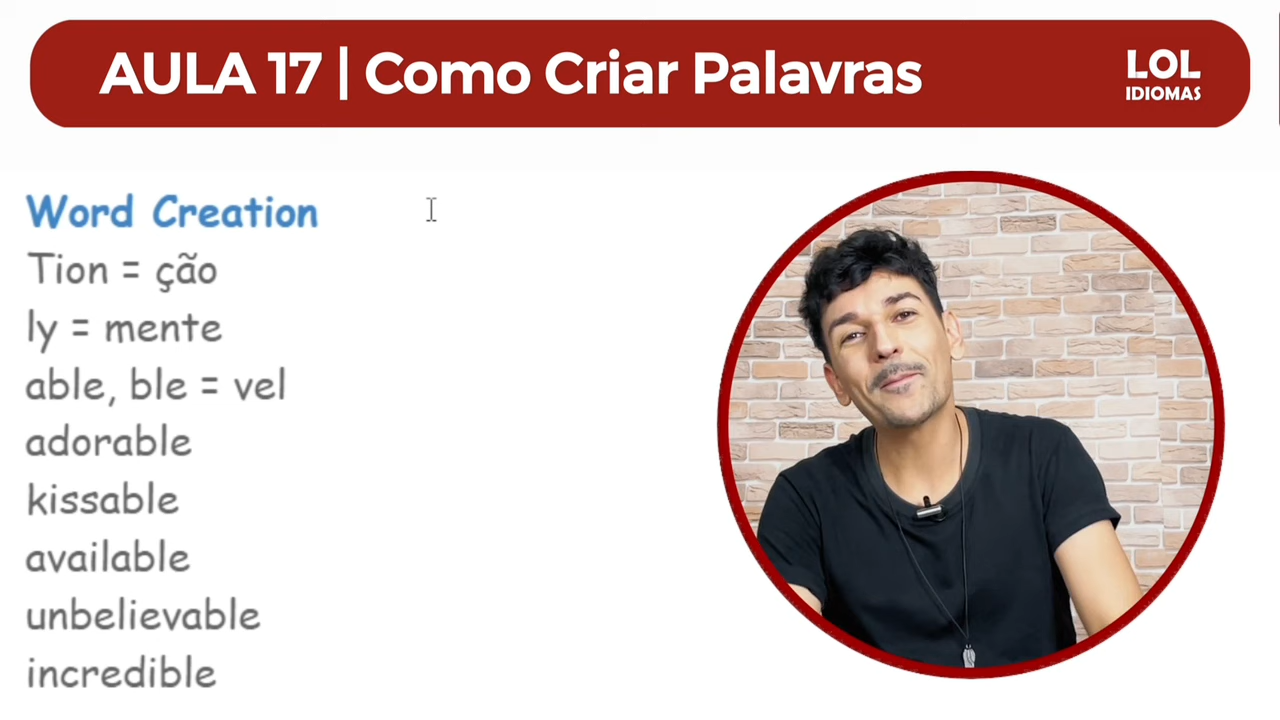 AULA 17 | Como Criar Palavras
LOL
IDIOMAS
Word Creation
Tion = ção
ly = mente
able, ble = vel
adorable
kissable
available
unbelievable
incredible